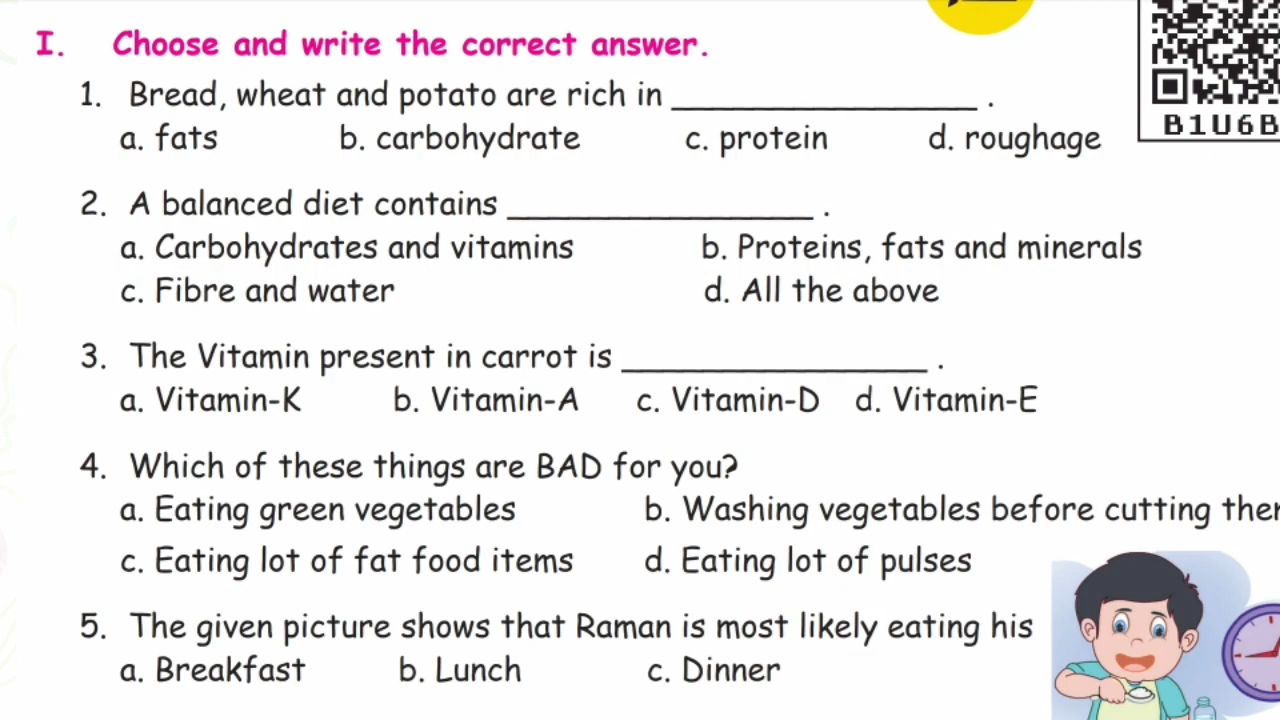 I. Choose and write the correct answer.
1. Bread, wheat and potato are rich in _______________ .
a. fats b. carbohydrate c. protein d. roughage
B1U6B
2. A balanced diet contains _______________ .
a. Carbohydrates and vitamins b. Proteins, fats and minerals
c. Fibre and water d. All the above
3. The Vitamin present in carrot is _______________ .
a. Vitamin-K b. Vitamin-A c. Vitamin-D d. Vitamin-E
4. Which of these things are BAD for you?
a. Eating green vegetables b. Washing vegetables before cutting
c. Eating lot of fat food items d. Eating lot of pulses
5. The given picture shows that Raman is most likely eating his
a. Breakfast b. Lunch c. Dinner